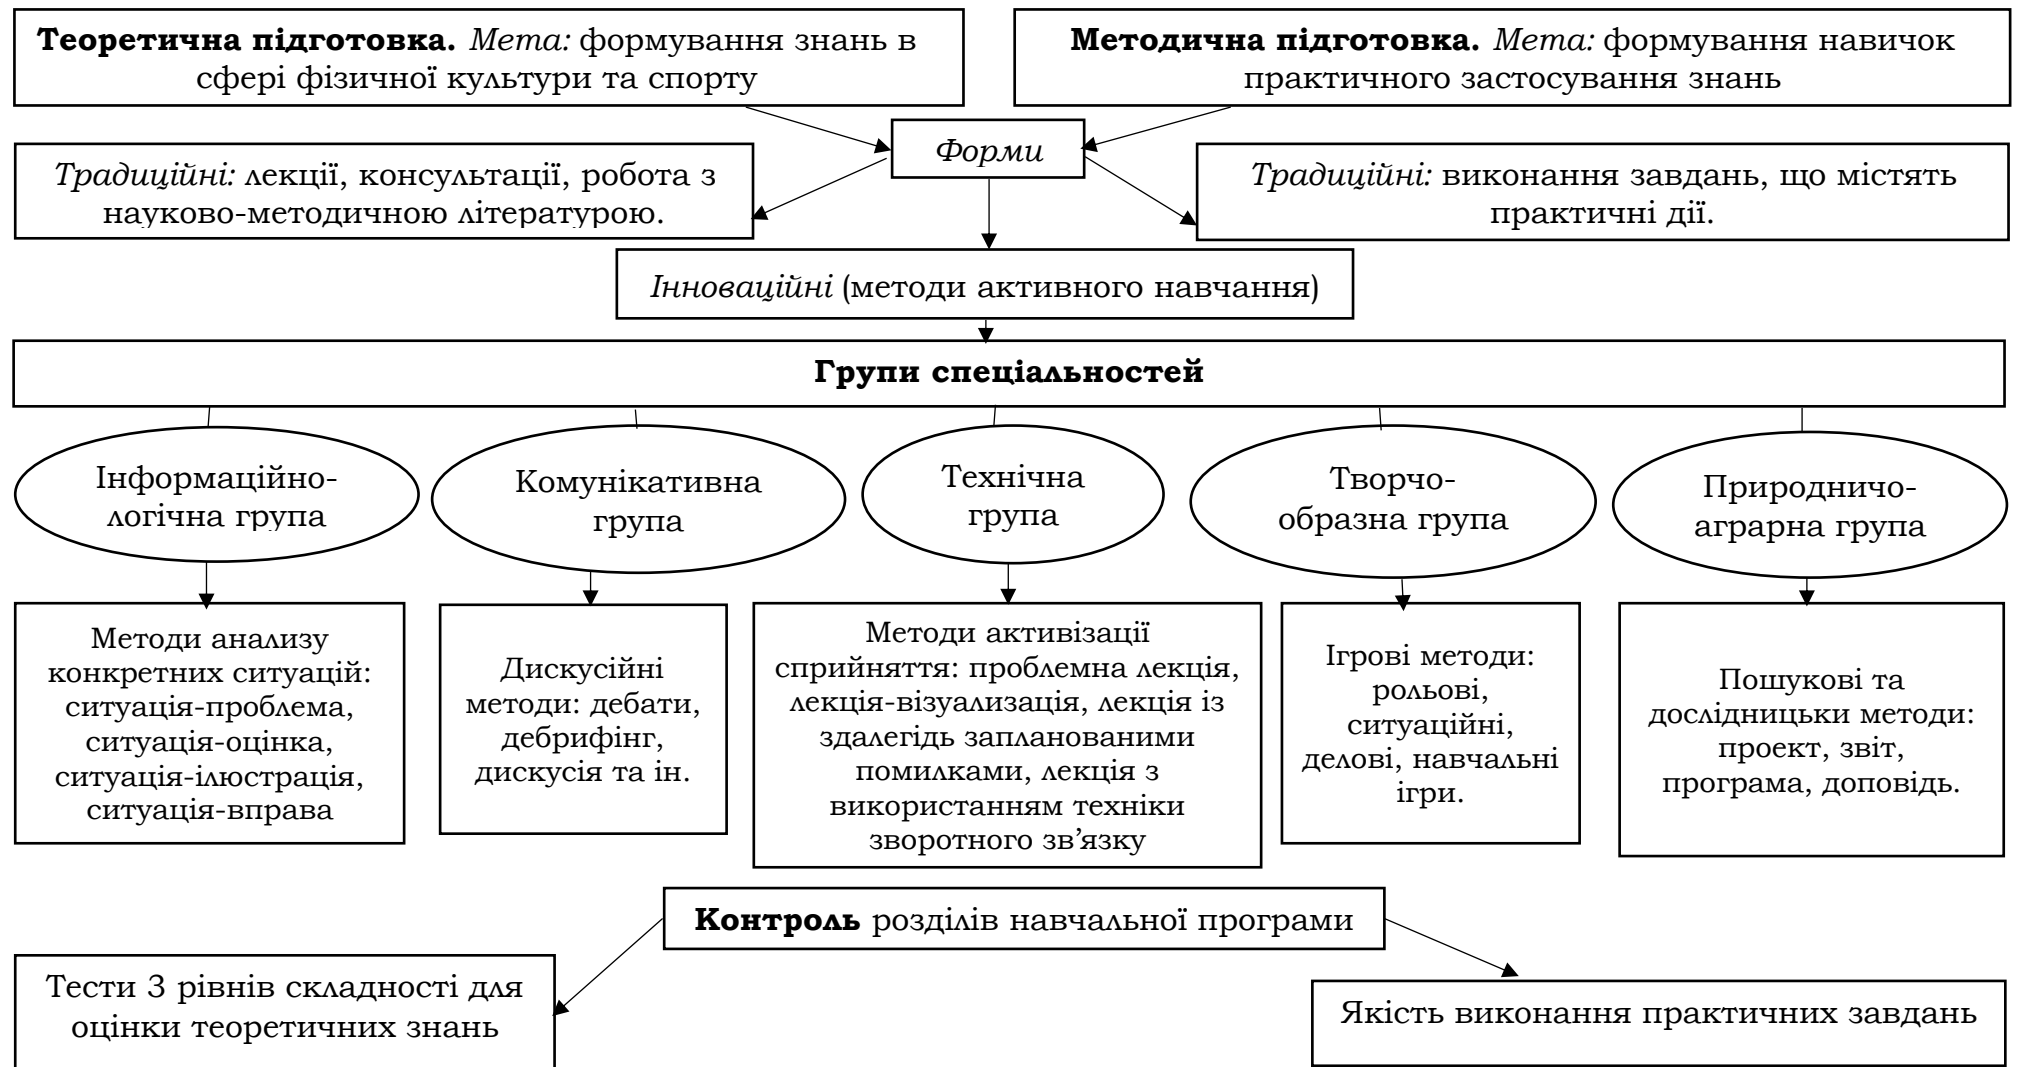 Теоретична підготовка. Мета: формування знань в
сфері фізичної культури та спорту
Методична підготовка. Мета: формування навичок
практичного застосування знань
Форми
Традиційні: лекції, консультації, робота з
науково-методичною літературою.
Традиційні: виконання завдань, що містять
практичні дії.
Інноваційні (методи активного навчання)
Групи спеціальностей
Інформаційно-
логічна група
Комунікативна
група
Технічна
група
Творчо-
образна група
Природничо-
аграрна група
Методи анализу
конкретних ситуацій:
ситуація-проблема,
ситуація-оцінка,
ситуація-ілюстрація,
ситуація-вправа
Дискусійні
методи: дебати,
дебрифінг,
дискусія та ін.
Методи активізації
сприйняття: проблемна лекція,
лекція-візуализація, лекція із
здалегідь запланованими
помилками, лекція з
використанням техніки
зворотного зв’язку
Ігрові методи:
рольові,
ситуаційні,
делові, навчальні
ігри.
Пошукові та
дослідницьки методи:
проект, звіт,
програма, доповідь.
Контроль розділів навчальної програми
Тести 3 рівнів складності для
оцінки теоретичних знань
Якість виконання практичних завдань